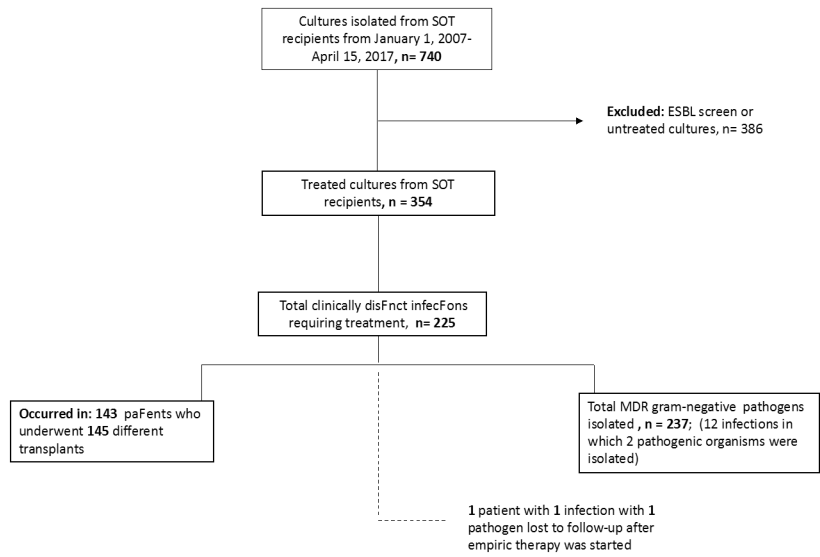 Cultures isolated from SOT
recipients from January 1, 2007-
April 15, 2017, n= 740
Excluded: ESBL screen or
untreated cultures, n= 386
Treated cultures from SOT
recipients, n = 354
Total clinically disFnct infecFons
requiring treatment,  n= 225
Occurred in: 143  paFents who
underwent 145 different
transplants
Total MDR gram-negative  pathogens
isolated , n = 237;  (12 infections in
which 2 pathogenic organisms were
isolated)
1 patient with 1 infection with 1
pathogen lost to follow-up after
empiric therapy was started